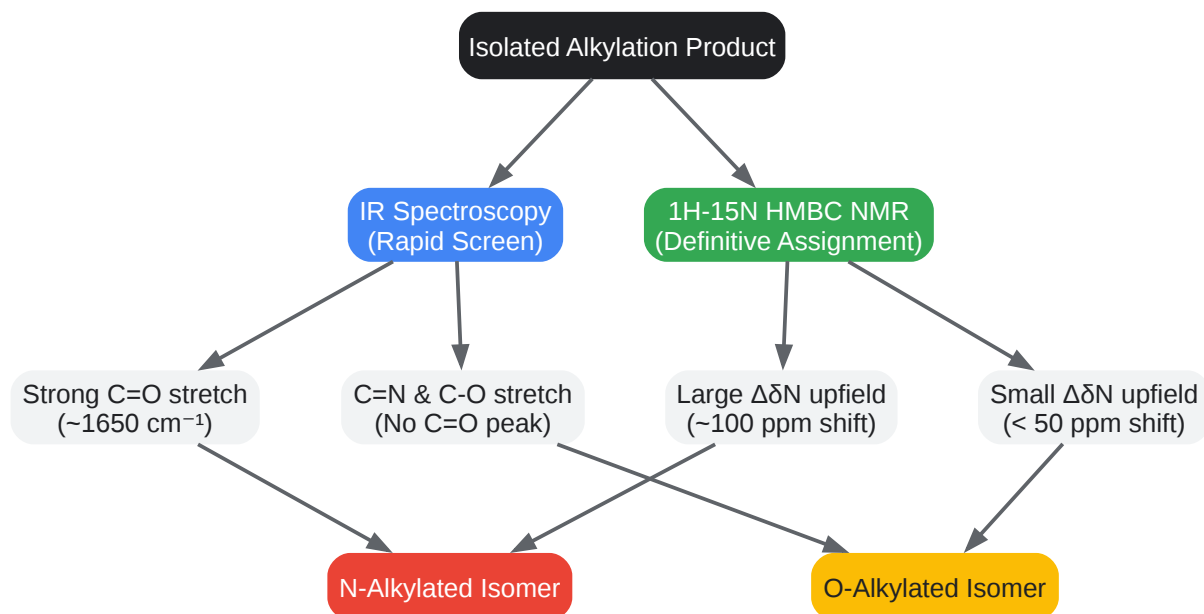 Isolated Alkylation Product
IR Spectroscopy
(Rapid Screen)
1H-15N HMBC NMR
(Definitive Assignment)
Strong C=O stretch
(~1650 cm⁻¹)
C=N & C-O stretch
(No C=O peak)
Large ΔδN upfield
(~100 ppm shift)
Small ΔδN upfield
(< 50 ppm shift)
N-Alkylated Isomer
O-Alkylated Isomer